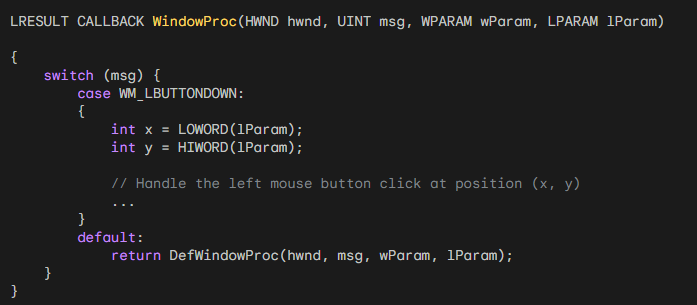 LRESULT CALLBACK WindowProc(HWND hwnd, UINT msg, WPARAM wParam, LPARAM lParam)
{
    switch (msg) {
        case WM_LBUTTONDOWN:
        {
            int x = LOWORD(lParam);
            int y = HIWORD(lParam);
            // Handle the left mouse button click at position (x, y)
            ...
        }
        default:
            return DefWindowProc(hwnd, msg, wParam, lParam);
    }
}